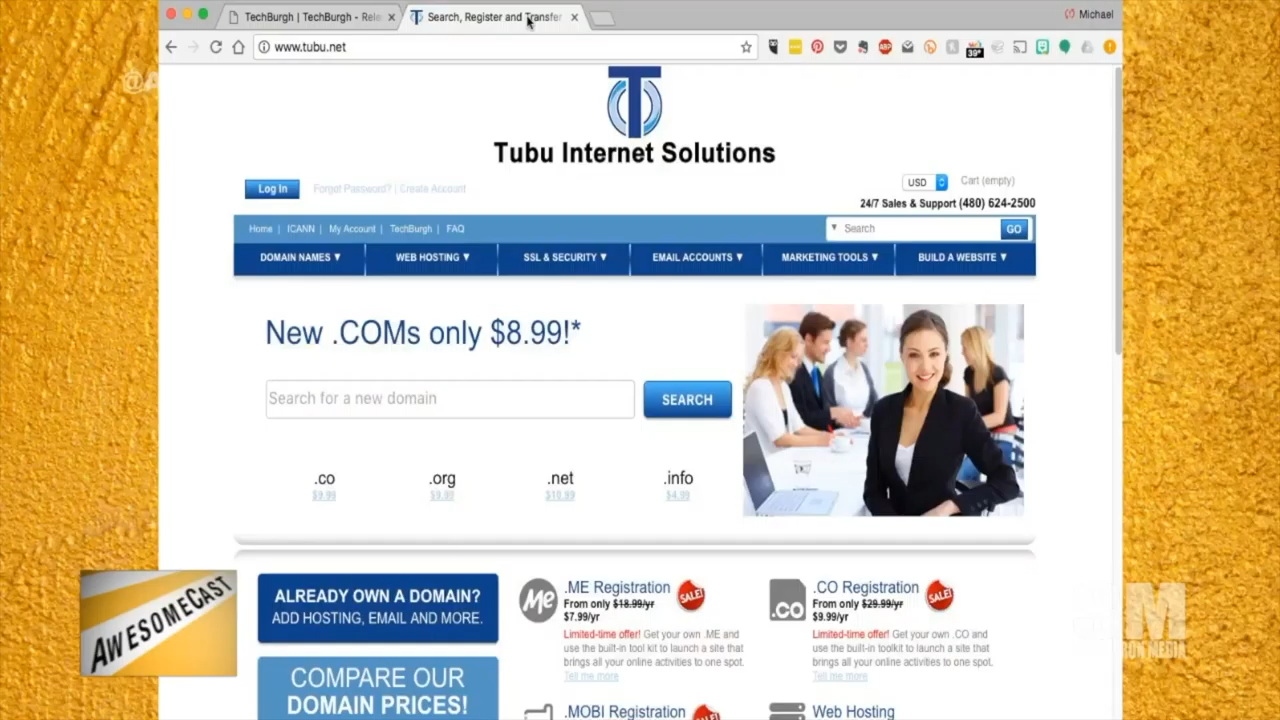 TechBurgh | TechBurgh - Rela
Search, Register and Transfer
Michael
www.tubu.net
39°
T
Tubu Internet Solutions
Log In
Forgot Password? | Create Account
USD
Cart (empty)
24/7 Sales & Support (480) 624-2500
Home | ICANN | My Account | TechBurgh | FAQ
Search
GO
DOMAIN NAMES ▼
WEB HOSTING ▼
SSL & SECURITY ▼
EMAIL ACCOUNTS ▼
MARKETING TOOLS ▼
BUILD A WEBSITE ▼
New .COMs only $8.99!*
Search for a new domain
SEARCH
.co
.org
.net
.info
$9.99
$9.99
$10.99
$4.99
ALREADY OWN A DOMAIN?
ADD HOSTING, EMAIL AND MORE.
COMPARE OUR
DOMAIN PRICES!
Me
.ME Registration
SALE!
From only $18.99/yr
$7.99/yr
Limited-time offer! Get your own .ME and
use the built-in tool kit to launch a site that
brings all your online activities to one spot.
Tell me more
.co
.CO Registration
SALE!
From only $29.99/yr
$9.99/yr
Limited-time offer! Get your own .CO and
use the built-in toolkit to launch a site that
brings all your online activities to one spot.
Tell me more
.MOBI Registration
Web Hosting
AWESOMECAST